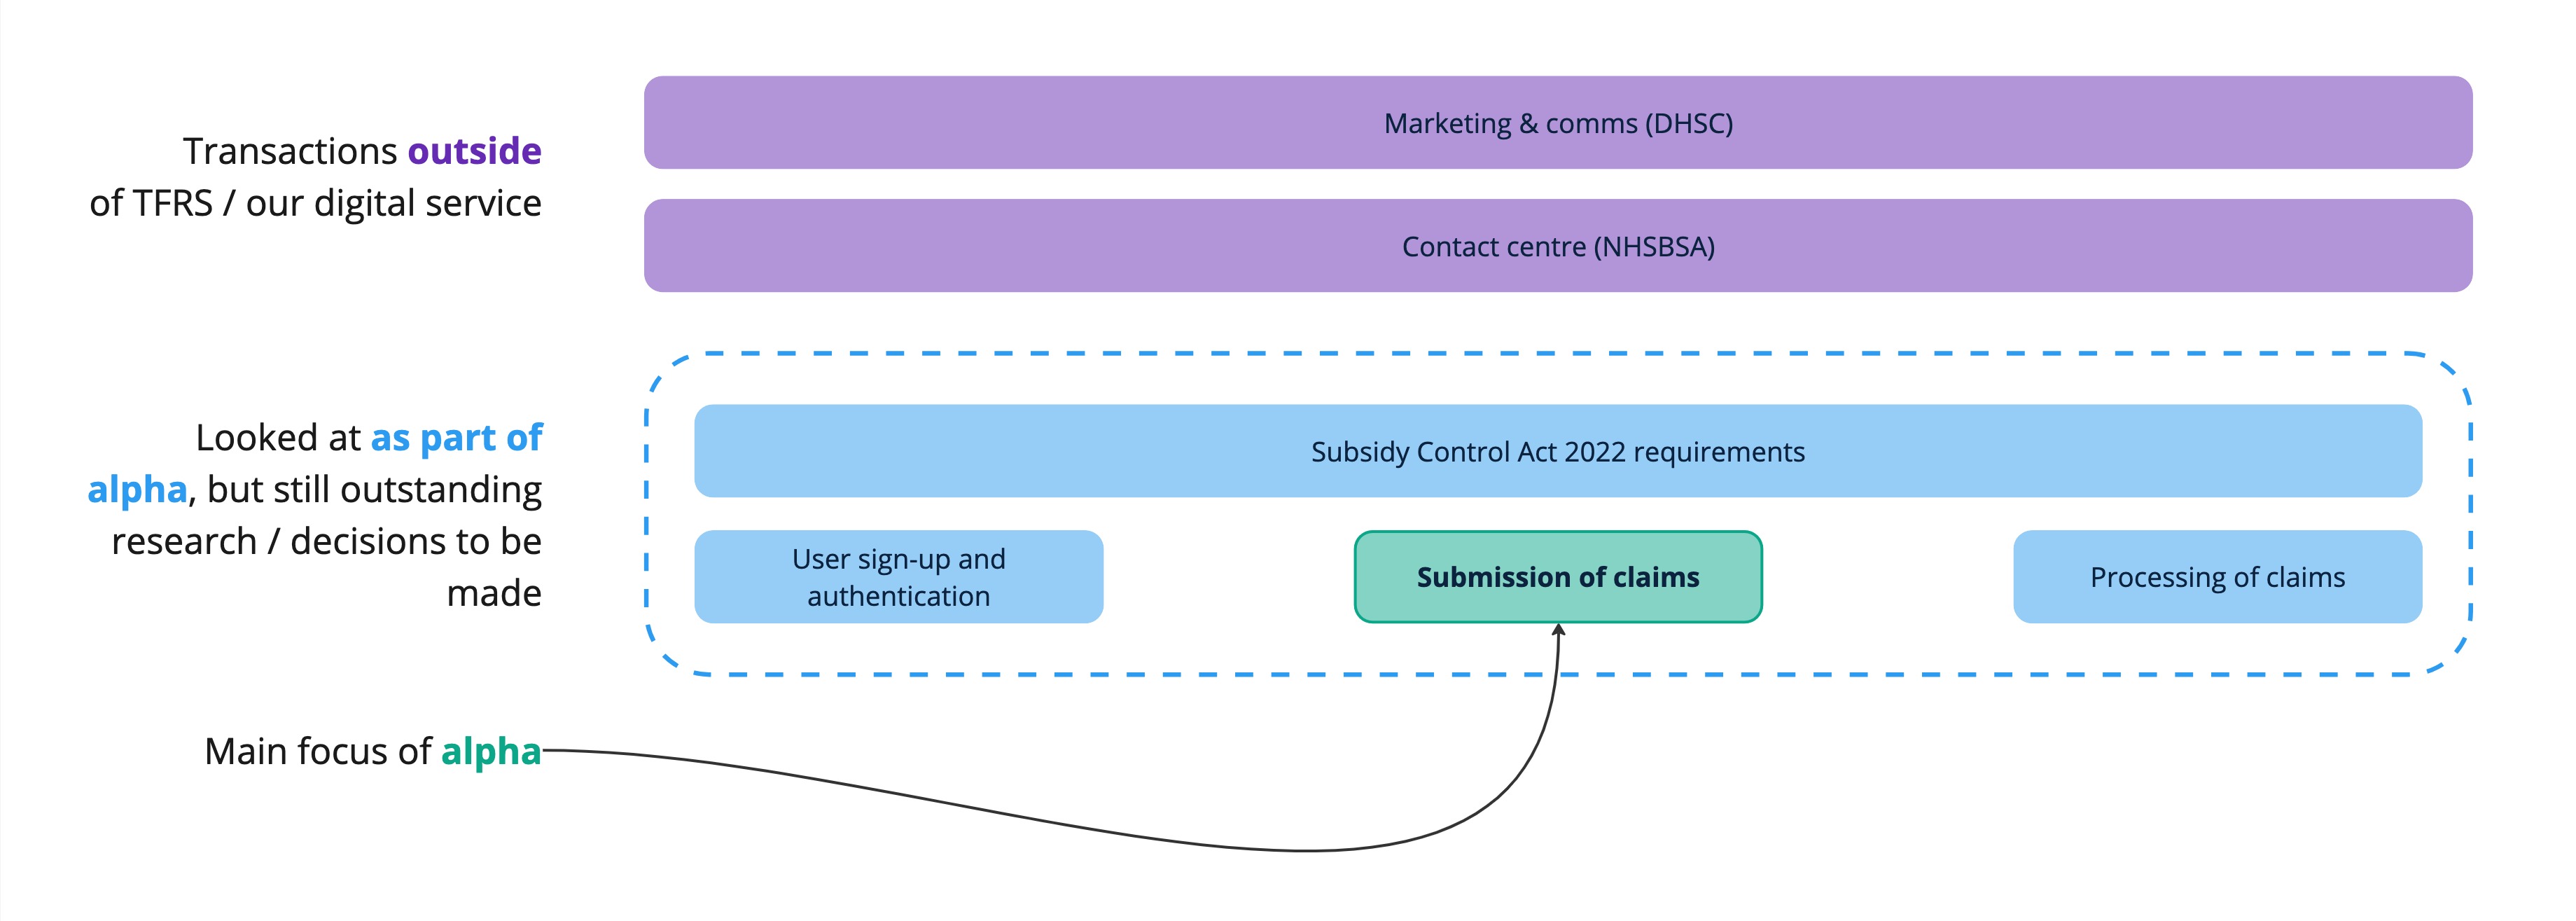 Transactions outside
of TFRS / our digital service
Marketing & comms (DHSC)
Contact centre (NHSBSA)
Looked at as part of
alpha, but still outstanding
research / decisions to be
made
Subsidy Control Act 2022 requirements
User sign-up and
authentication
Submission of claims
Processing of claims
Main focus of alpha